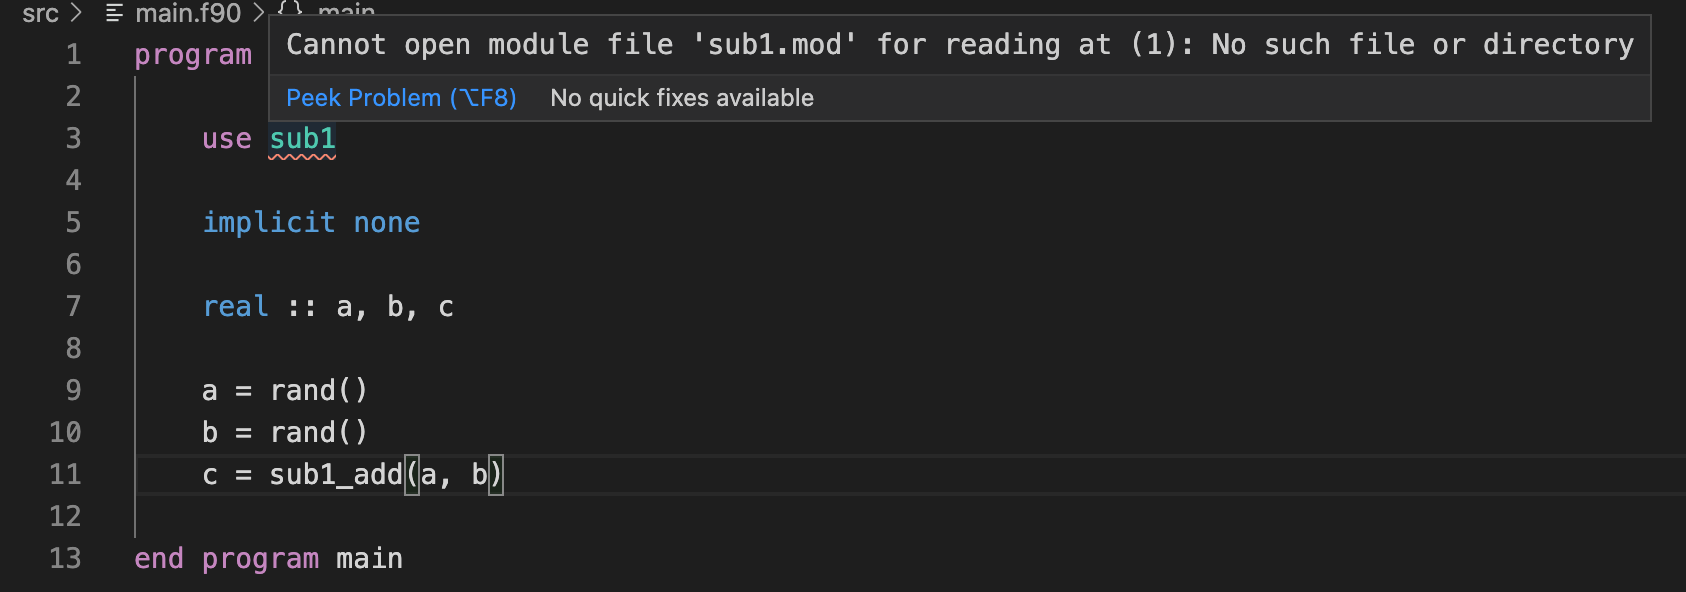 src > main.f90 > {} main
1 program
Cannot open module file 'sub1.mod' for reading at (1): No such file or directory
2
Peek Problem (⌥F8) No quick fixes available
3 use sub1
4
5 implicit none
6
7 real :: a, b, c
8
9 a = rand()
10 b = rand()
11 c = sub1_add(a, b)
12
13 end program main